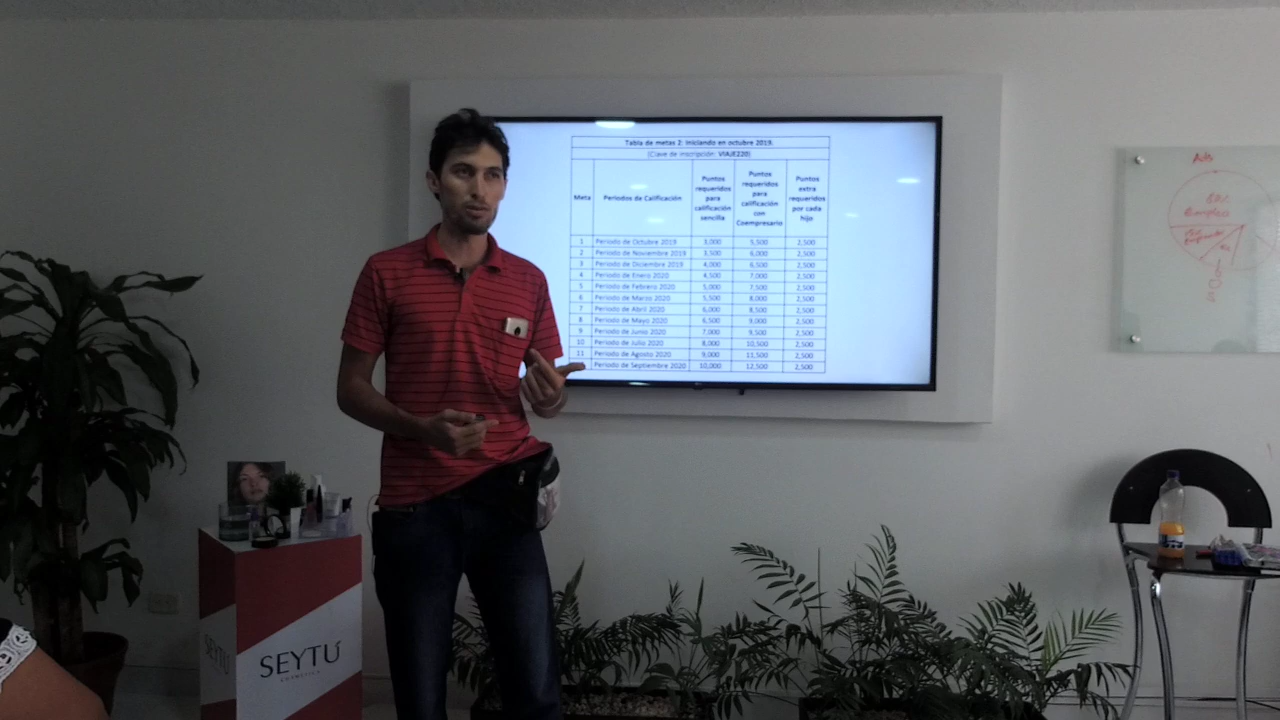 Tabla de metas 2: Iniciando en octubre 2019.
(Clave de inscripción: VIAJE220)
Meta Periodos de Calificación Puntos requeridos para calificación sencilla Puntos requeridos para calificación con Coempresario Puntos extra requeridos por cada hijo
1 Periodo de Octubre 2019 3,000 5,500 2,500
2 Periodo de Noviembre 2019 3,500 6,000 2,500
3 Periodo de Diciembre 2019 4,000 6,500 2,500
4 Periodo de Enero 2020 4,500 7,000 2,500
5 Periodo de Febrero 2020 5,000 7,500 2,500
6 Periodo de Marzo 2020 5,500 8,000 2,500
7 Periodo de Abril 2020 6,000 8,500 2,500
8 Periodo de Mayo 2020 6,500 9,000 2,500
9 Periodo de Junio 2020 7,000 9,500 2,500
10 Periodo de Julio 2020 8,000 10,500 2,500
11 Periodo de Agosto 2020 9,000 11,500 2,500
Periodo de Septiembre 2020 10,000 12,500 2,500
Empleo
SEYTÚ
SEYTÚ
COSMÉTICA